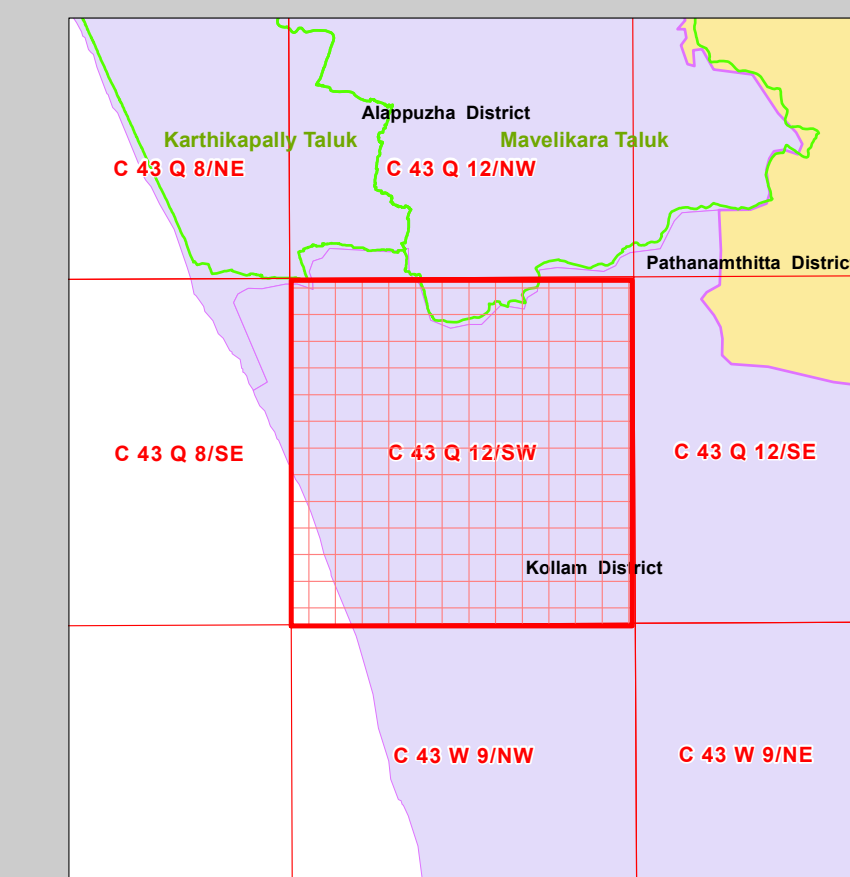 Alappuzha District
Karthikapally Taluk
Mavelikara Taluk
C 43 Q 8/NE
C 43 Q 12/NW
Pathanamthitta Distric
C 43 Q 8/SE
C 43 Q 12/SW
C 43 Q 12/SE
Kollam District
C 43 W 9/NW
C 43 W 9/NE